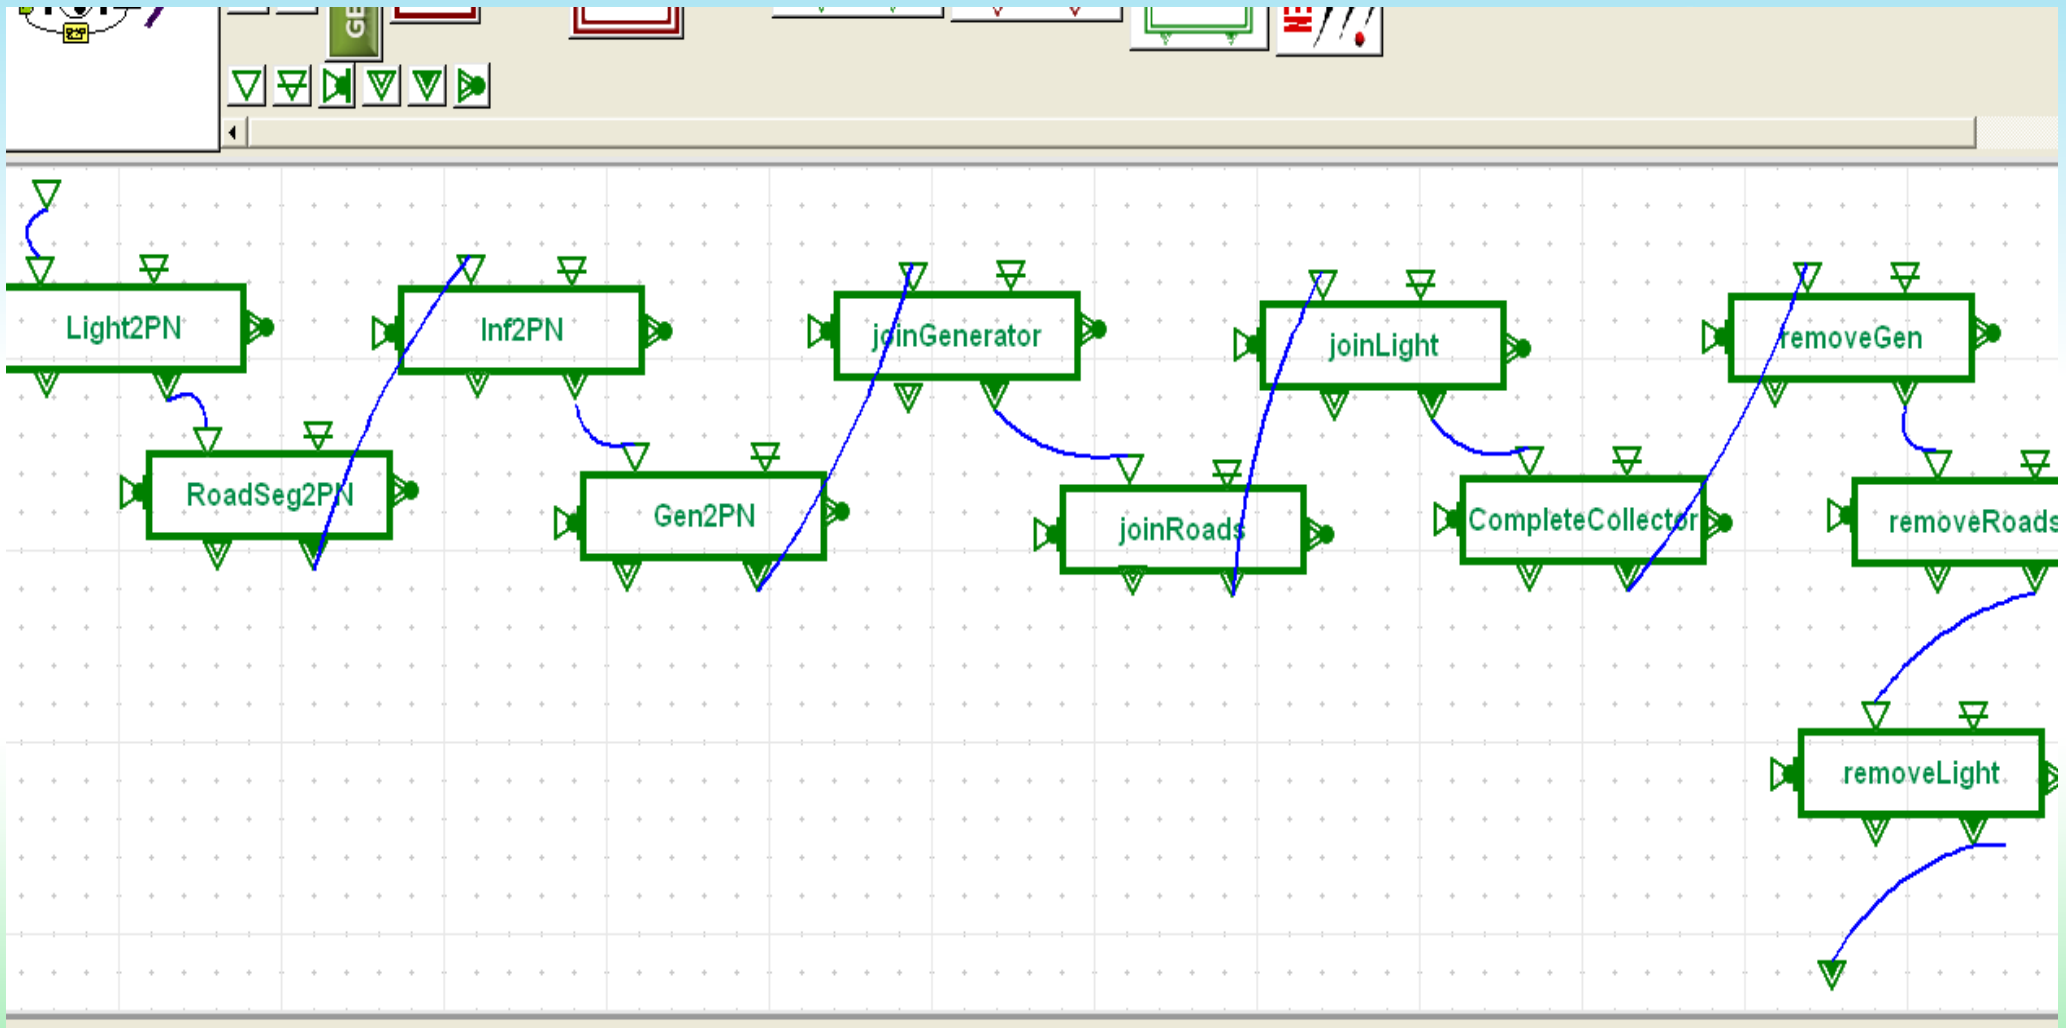 Light2PN
Inf2PN
joinGenerator
joinLight
removeGen
RoadSeg2PN
Gen2PN
joinRoads
CompleteCollector
removeRoads
removeLight